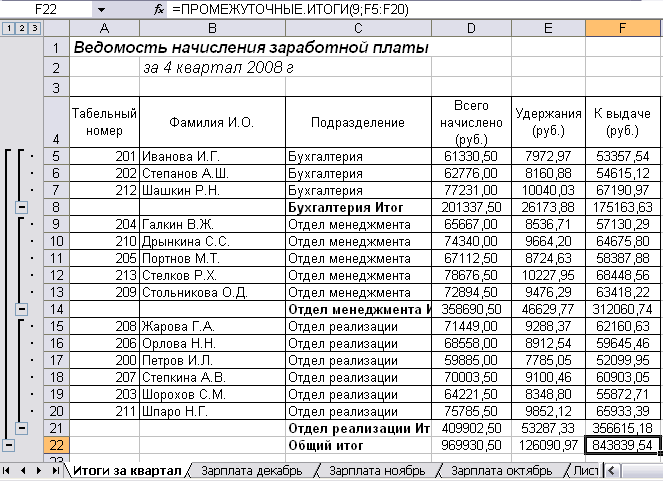 F22 fx =ПРОМЕЖУТОЧНЫЕ.ИТОГИ(9;F5:F20)
1 2 3 A B C D E F
1 Ведомость начисления заработной платы
2 за 4 квартал 2008 г
3
4 Табельный номер Фамилия И.О. Подразделение Всего начислено (руб.) Удержания (руб.) К выдаче (руб.)
5 201 Иванова И.Г. Бухгалтерия 61330,50 7972,97 53357,54
6 202 Степанов А.Ш. Бухгалтерия 62776,00 8160,88 54615,12
7 212 Шашкин Р.Н. Бухгалтерия 77231,00 10040,03 67190,97
8 Бухгалтерия Итог 201337,50 26173,88 175163,63
9 204 Галкин В.Ж. Отдел менеджмента 65667,00 8536,71 57130,29
10 210 Дрынкина С.С. Отдел менеджмента 74340,00 9664,20 64675,80
11 205 Портнов М.Т. Отдел менеджмента 67112,50 8724,63 58387,88
12 213 Стелков Р.Х. Отдел менеджмента 78676,50 10227,95 68448,56
13 209 Стольникова О.Д. Отдел менеджмента 72894,50 9476,29 63418,22
14 Отдел менеджмента И 358690,50 46629,77 312060,74
15 208 Жарова Г.А. Отдел реализации 71449,00 9288,37 62160,63
16 206 Орлова Н.Н. Отдел реализации 68558,00 8912,54 59645,46
17 200 Петров И.Л. Отдел реализации 59885,00 7785,05 52099,95
18 207 Степкина А.В. Отдел реализации 70003,50 9100,46 60903,05
19 203 Шорохов С.М. Отдел реализации 64221,50 8348,80 55872,71
20 211 Шпаро Н.Г. Отдел реализации 75785,50 9852,12 65933,39
21 Отдел реализации Ит 409902,50 53287,33 356615,18
22 Общий итог 969930,50 126090,97 843839,54
Итоги за квартал Зарплата декабрь Зарплата ноябрь Зарплата октябрь Лист